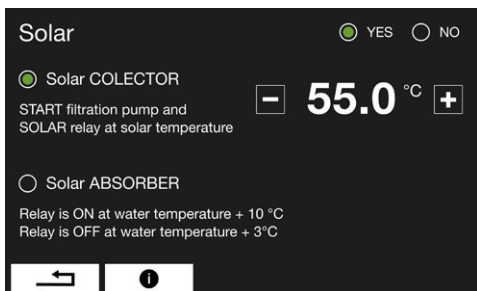 Solar
YES NO
Solar COLECTOR
55.0 °C
START filtration pump and
SOLAR relay at solar temperature
Solar ABSORBER
Relay is ON at water temperature + 10 °C
Relay is OFF at water temperature + 3°C